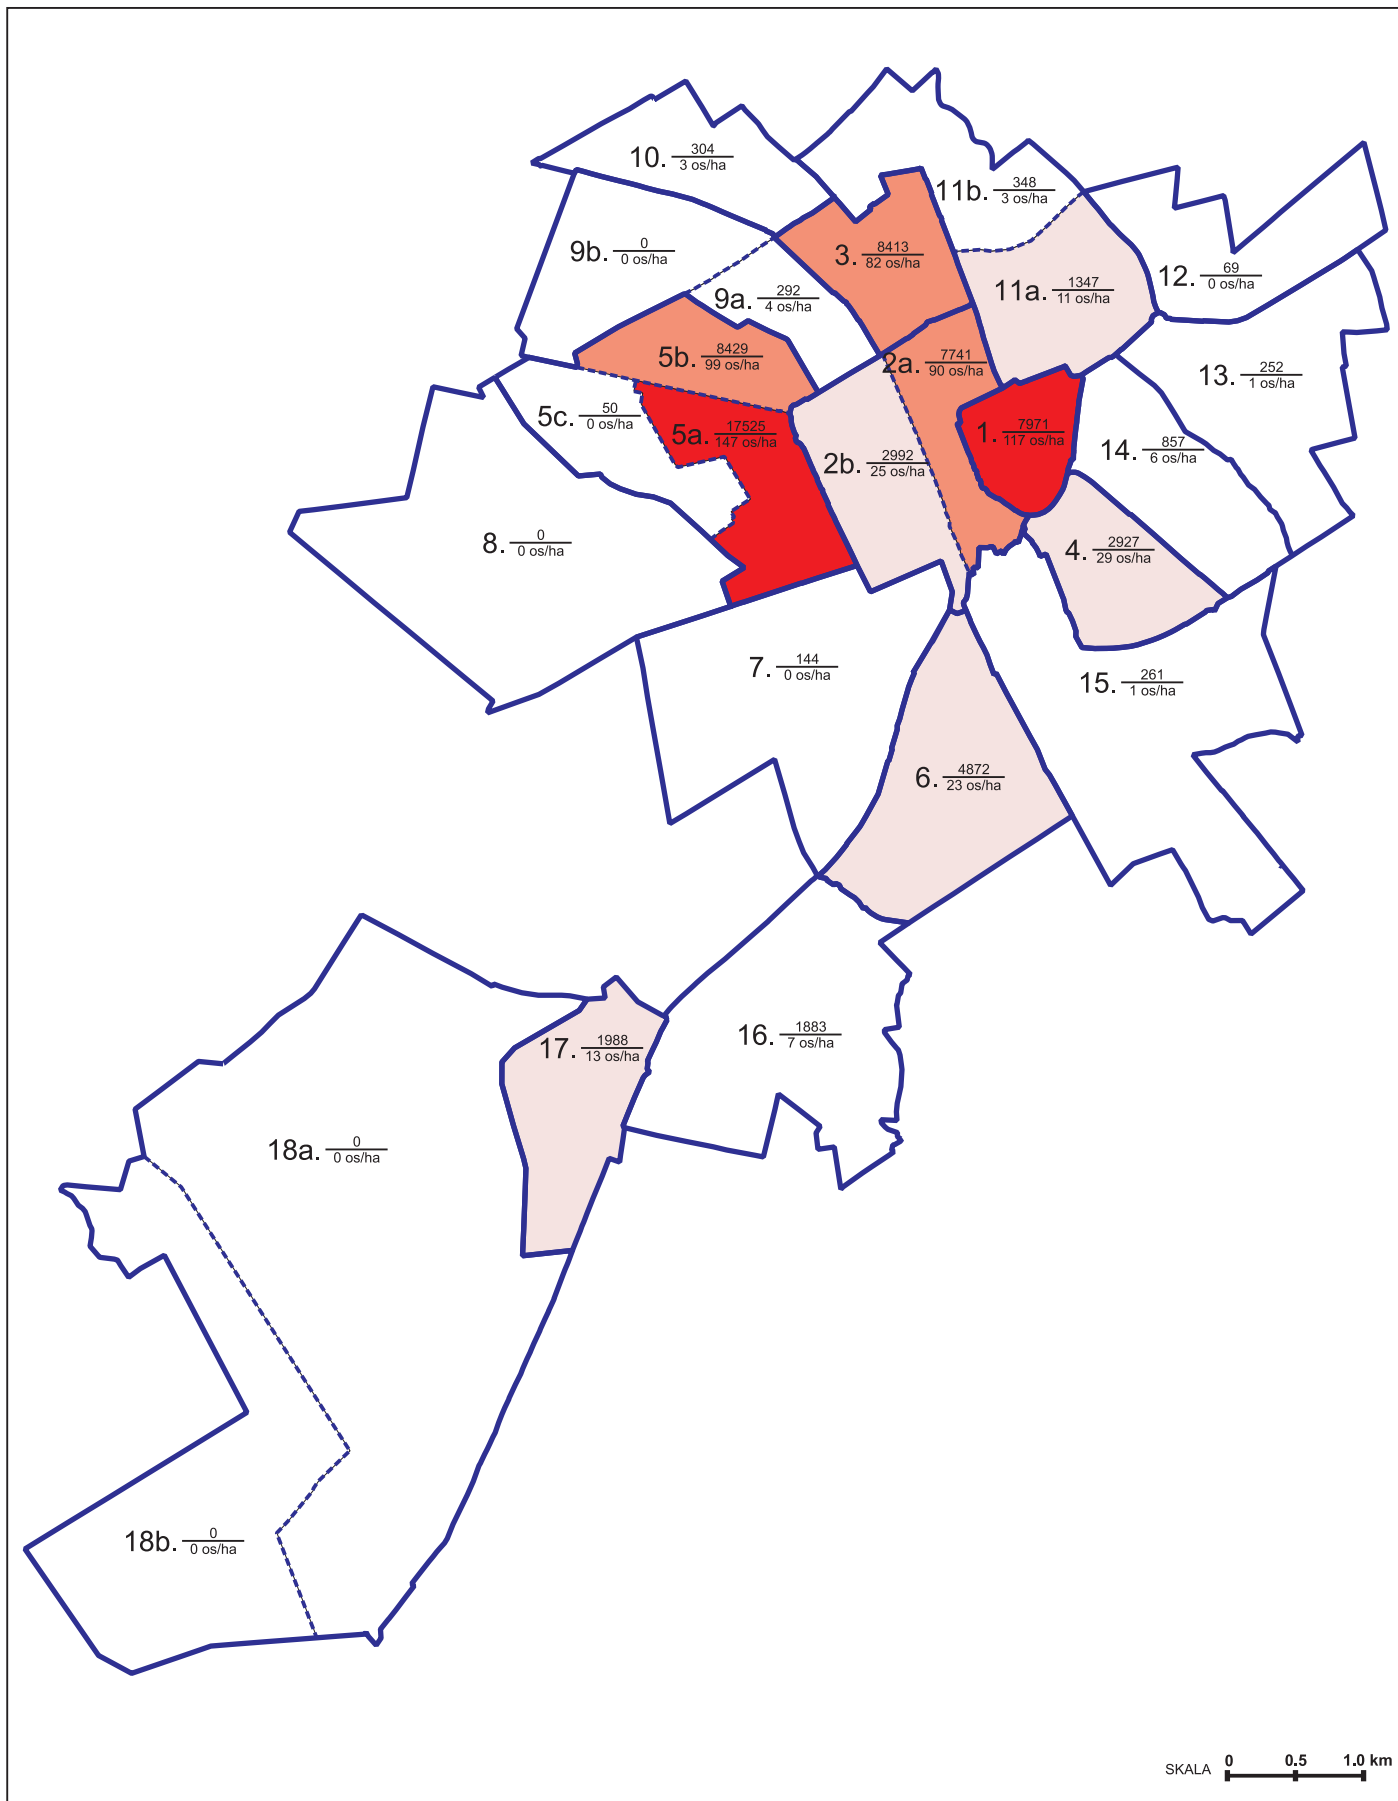 10. 304
3 os/ha
11b. 348
3 os/ha
9b. 0
0 os/ha
3. 8413
82 os/ha
12. 69
0 os/ha
9a. 292
4 os/ha
11a. 1347
11 os/ha
5b. 8429
99 os/ha
2a. 7741
90 os/ha
13. 252
1 os/ha
5c. 50
0 os/ha
5a. 17525
147 os/ha
1. 7971
117 os/ha
2b. 2992
25 os/ha
14. 857
6 os/ha
8. 0
0 os/ha
4. 2927
29 os/ha
7. 144
0 os/ha
15. 261
1 os/ha
6. 4872
23 os/ha
16. 1883
7 os/ha
17. 1988
13 os/ha
18a. 0
0 os/ha
18b. 0
0 os/ha
SKALA 0 0.5 1.0 km